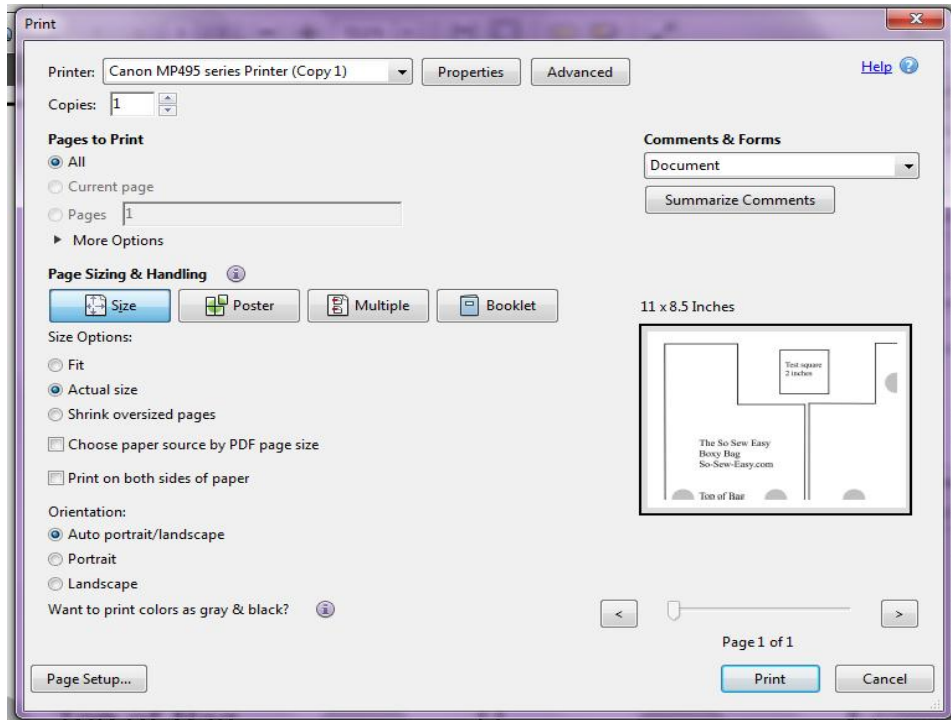 Print
Printer: Canon MP495 series Printer (Copy 1) Properties Advanced Help
Copies: 1
Pages to Print
All
Current page
Pages 1
More Options
Comments & Forms
Document
Summarize Comments
Page Sizing & Handling
Size Poster Multiple Booklet
Size Options:
Fit
Actual size
Shrink oversized pages
Choose paper source by PDF page size
Print on both sides of paper
Orientation:
Auto portrait/landscape
Portrait
Landscape
Want to print colors as gray & black?
11 x 8.5 Inches
Test square
2 inches
The So Sew Easy
Boxy Bag
So-Sew-Easy.com
Top of Bag
< >
Page 1 of 1
Page Setup... Print Cancel